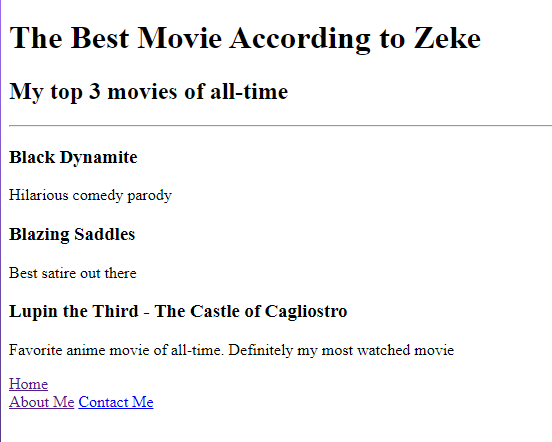 The Best Movie According to Zeke
My top 3 movies of all-time
Black Dynamite
Hilarious comedy parody
Blazing Saddles
Best satire out there
Lupin the Third - The Castle of Cagliostro
Favorite anime movie of all-time. Definitely my most watched movie
Home
About Me Contact Me